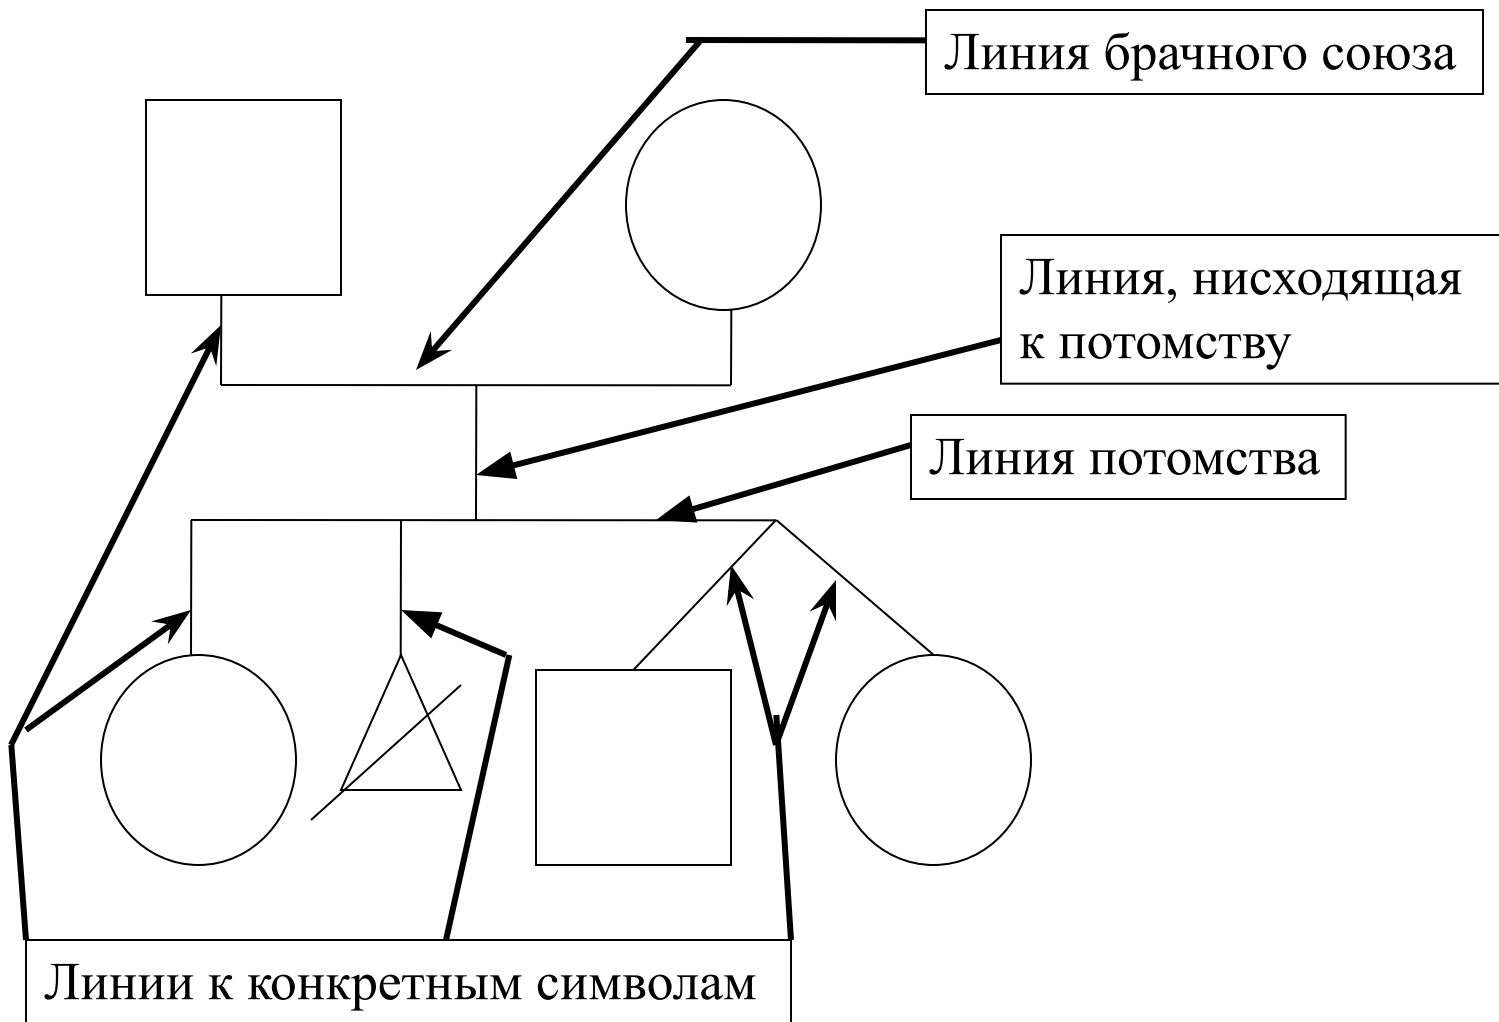 Линия брачного союза
Линия, нисходящая
к потомству
Линия потомства
Линии к конкретным символам